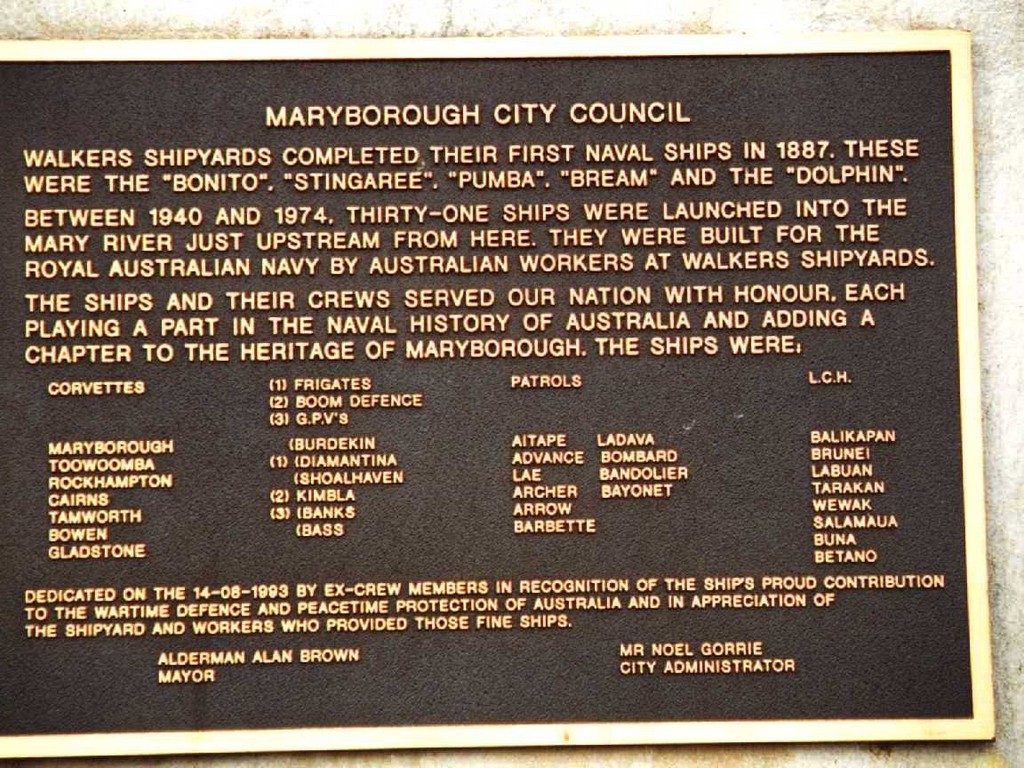 MARYBOROUGH CITY COUNCIL
WALKERS SHIPYARDS COMPLETED THEIR FIRST NAVAL SHIPS IN 1887. THESE
WERE THE "BONITO". "STINGAREE". "PUMBA". "BREAM" AND THE "DOLPHIN".
BETWEEN 1940 AND 1974. THIRTY-ONE SHIPS WERE LAUNCHED INTO THE
MARY RIVER JUST UPSTREAM FROM HERE. THEY WERE BUILT FOR THE
ROYAL AUSTRALIAN NAVY BY AUSTRALIAN WORKERS AT WALKERS SHIPYARDS.
THE SHIPS AND THEIR CREWS SERVED OUR NATION WITH HONOUR. EACH
PLAYING A PART IN THE NAVAL HISTORY OF AUSTRALIA AND ADDING A
CHAPTER TO THE HERITAGE OF MARYBOROUGH. THE SHIPS WERE:
CORVETTES
MARYBOROUGH
TOOWOOMBA
ROCKHAMPTON
CAIRNS
TAMWORTH
BOWEN
GLADSTONE
(1) FRIGATES
(2) BOOM DEFENCE
(3) G.P.V's
(BURDEKIN
(1) (DIAMANTINA
(SHOALHAVEN
(2) KIMBLA
(3) (BANKS
(BASS
PATROLS
AITAPE LADAVA
ADVANCE BOMBARD
LAE BANDOLIER
ARCHER BAYONET
ARROW
BARBETTE
L.C.H.
BALIKAPAN
BRUNEI
LABUAN
TARAKAN
WEWAK
SALAMAUA
BUNA
BETANO
DEDICATED ON THE 14-06-1993 BY EX-CREW MEMBERS IN RECOGNITION OF THE SHIP'S PROUD CONTRIBUTION
TO THE WARTIME DEFENCE AND PEACETIME PROTECTION OF AUSTRALIA AND IN APPRECIATION OF
THE SHIPYARD AND WORKERS WHO PROVIDED THOSE FINE SHIPS.
ALDERMAN ALAN BROWN
MAYOR
MR NOEL GORRIE
CITY ADMINISTRATOR